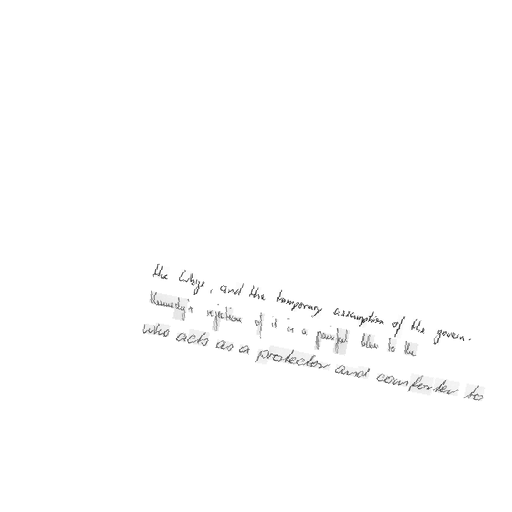 the Whigs, and the temporary assumption of the govern-
Kennedy's rejection of it is a painful blow to the
who acts as a protector and comforter to